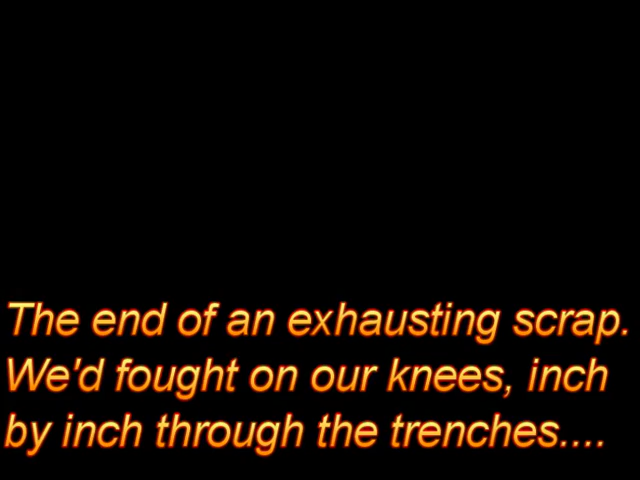 The end of an exhausting scrap.
We'd fought on our knees, inch
by inch through the trenches....